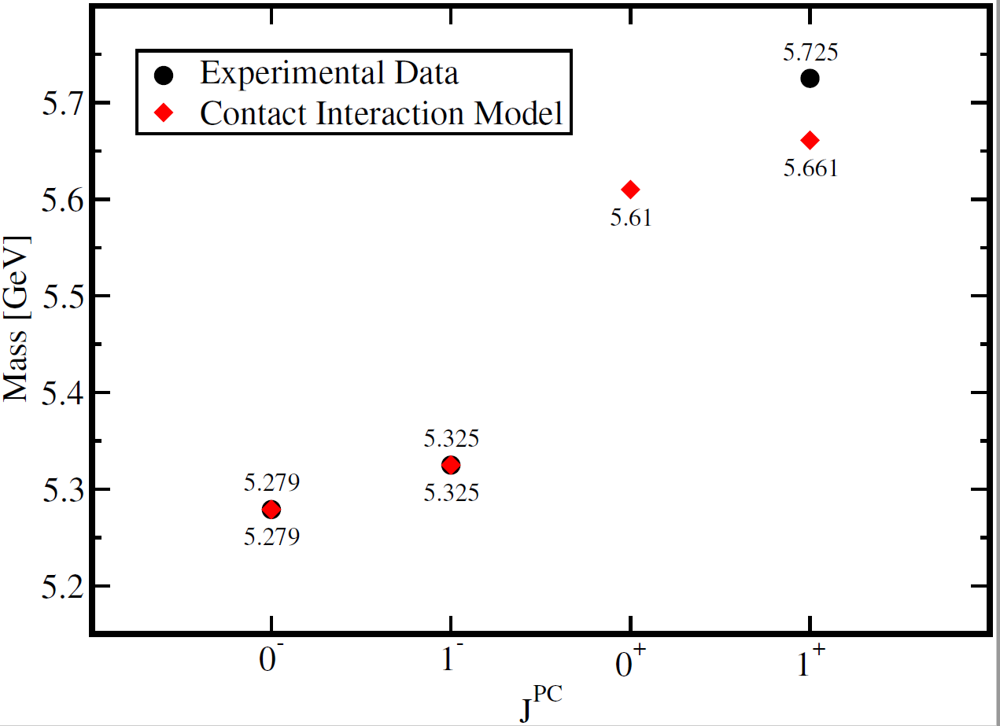 5.725
Experimental Data
Contact Interaction Model
5.7
5.661
5.6
5.61
Mass [GeV]
5.5
5.4
5.325
5.325
5.3
5.279
5.279
5.2
0⁻ 1⁻ 0⁺ 1⁺
Jᴾᶜ